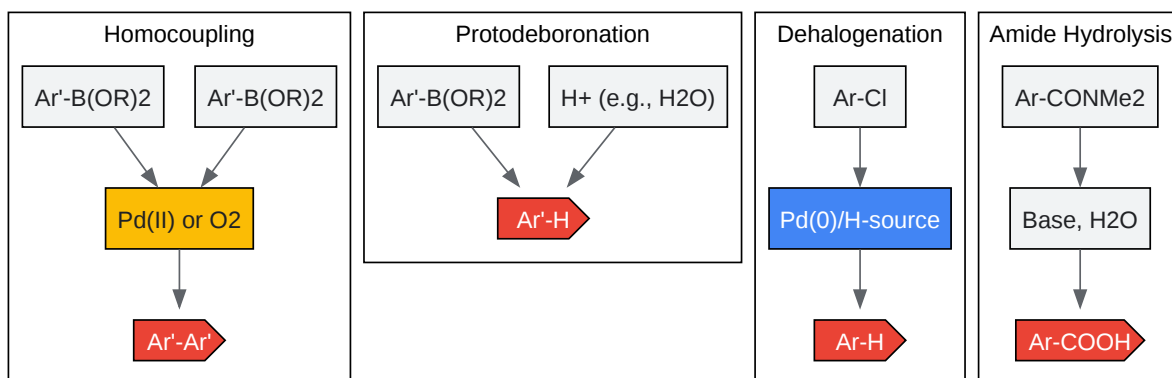 Homocoupling
Ar'-B(OR)2
Ar'-B(OR)2
Pd(II) or O2
Ar'-Ar'
Protodeboronation
Ar'-B(OR)2
H+ (e.g., H2O)
Ar'-H
Dehalogenation
Ar-Cl
Pd(0)/H-source
Ar-H
Amide Hydrolysis
Ar-CONMe2
Base, H2O
Ar-COOH